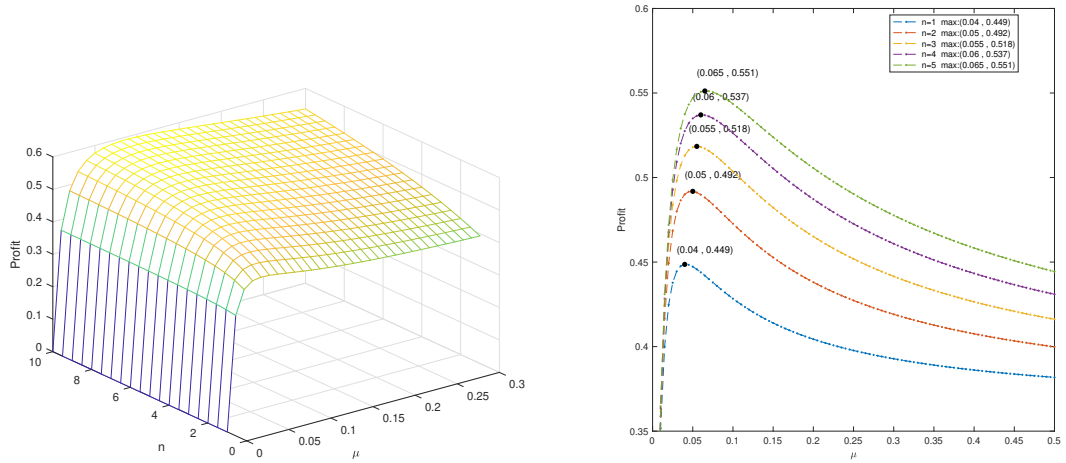 0.6
0.5
0.4
0.3
0.2
0.1
0
Profit
10
8
6
4
2
0
n
0
0.05
0.1
0.15
0.2
0.25
0.3
μ
0.6
0.55
0.5
0.45
0.4
0.35
Profit
n=1 max:(0.04 , 0.449)
n=2 max:(0.05 , 0.492)
n=3 max:(0.055 , 0.518)
n=4 max:(0.06 , 0.537)
n=5 max:(0.065 , 0.551)
(0.065 , 0.551)
(0.06 , 0.537)
(0.055 , 0.518)
(0.05 , 0.492)
(0.04 , 0.449)
0 0.05 0.1 0.15 0.2 0.25 0.3 0.35 0.4 0.45 0.5
μ